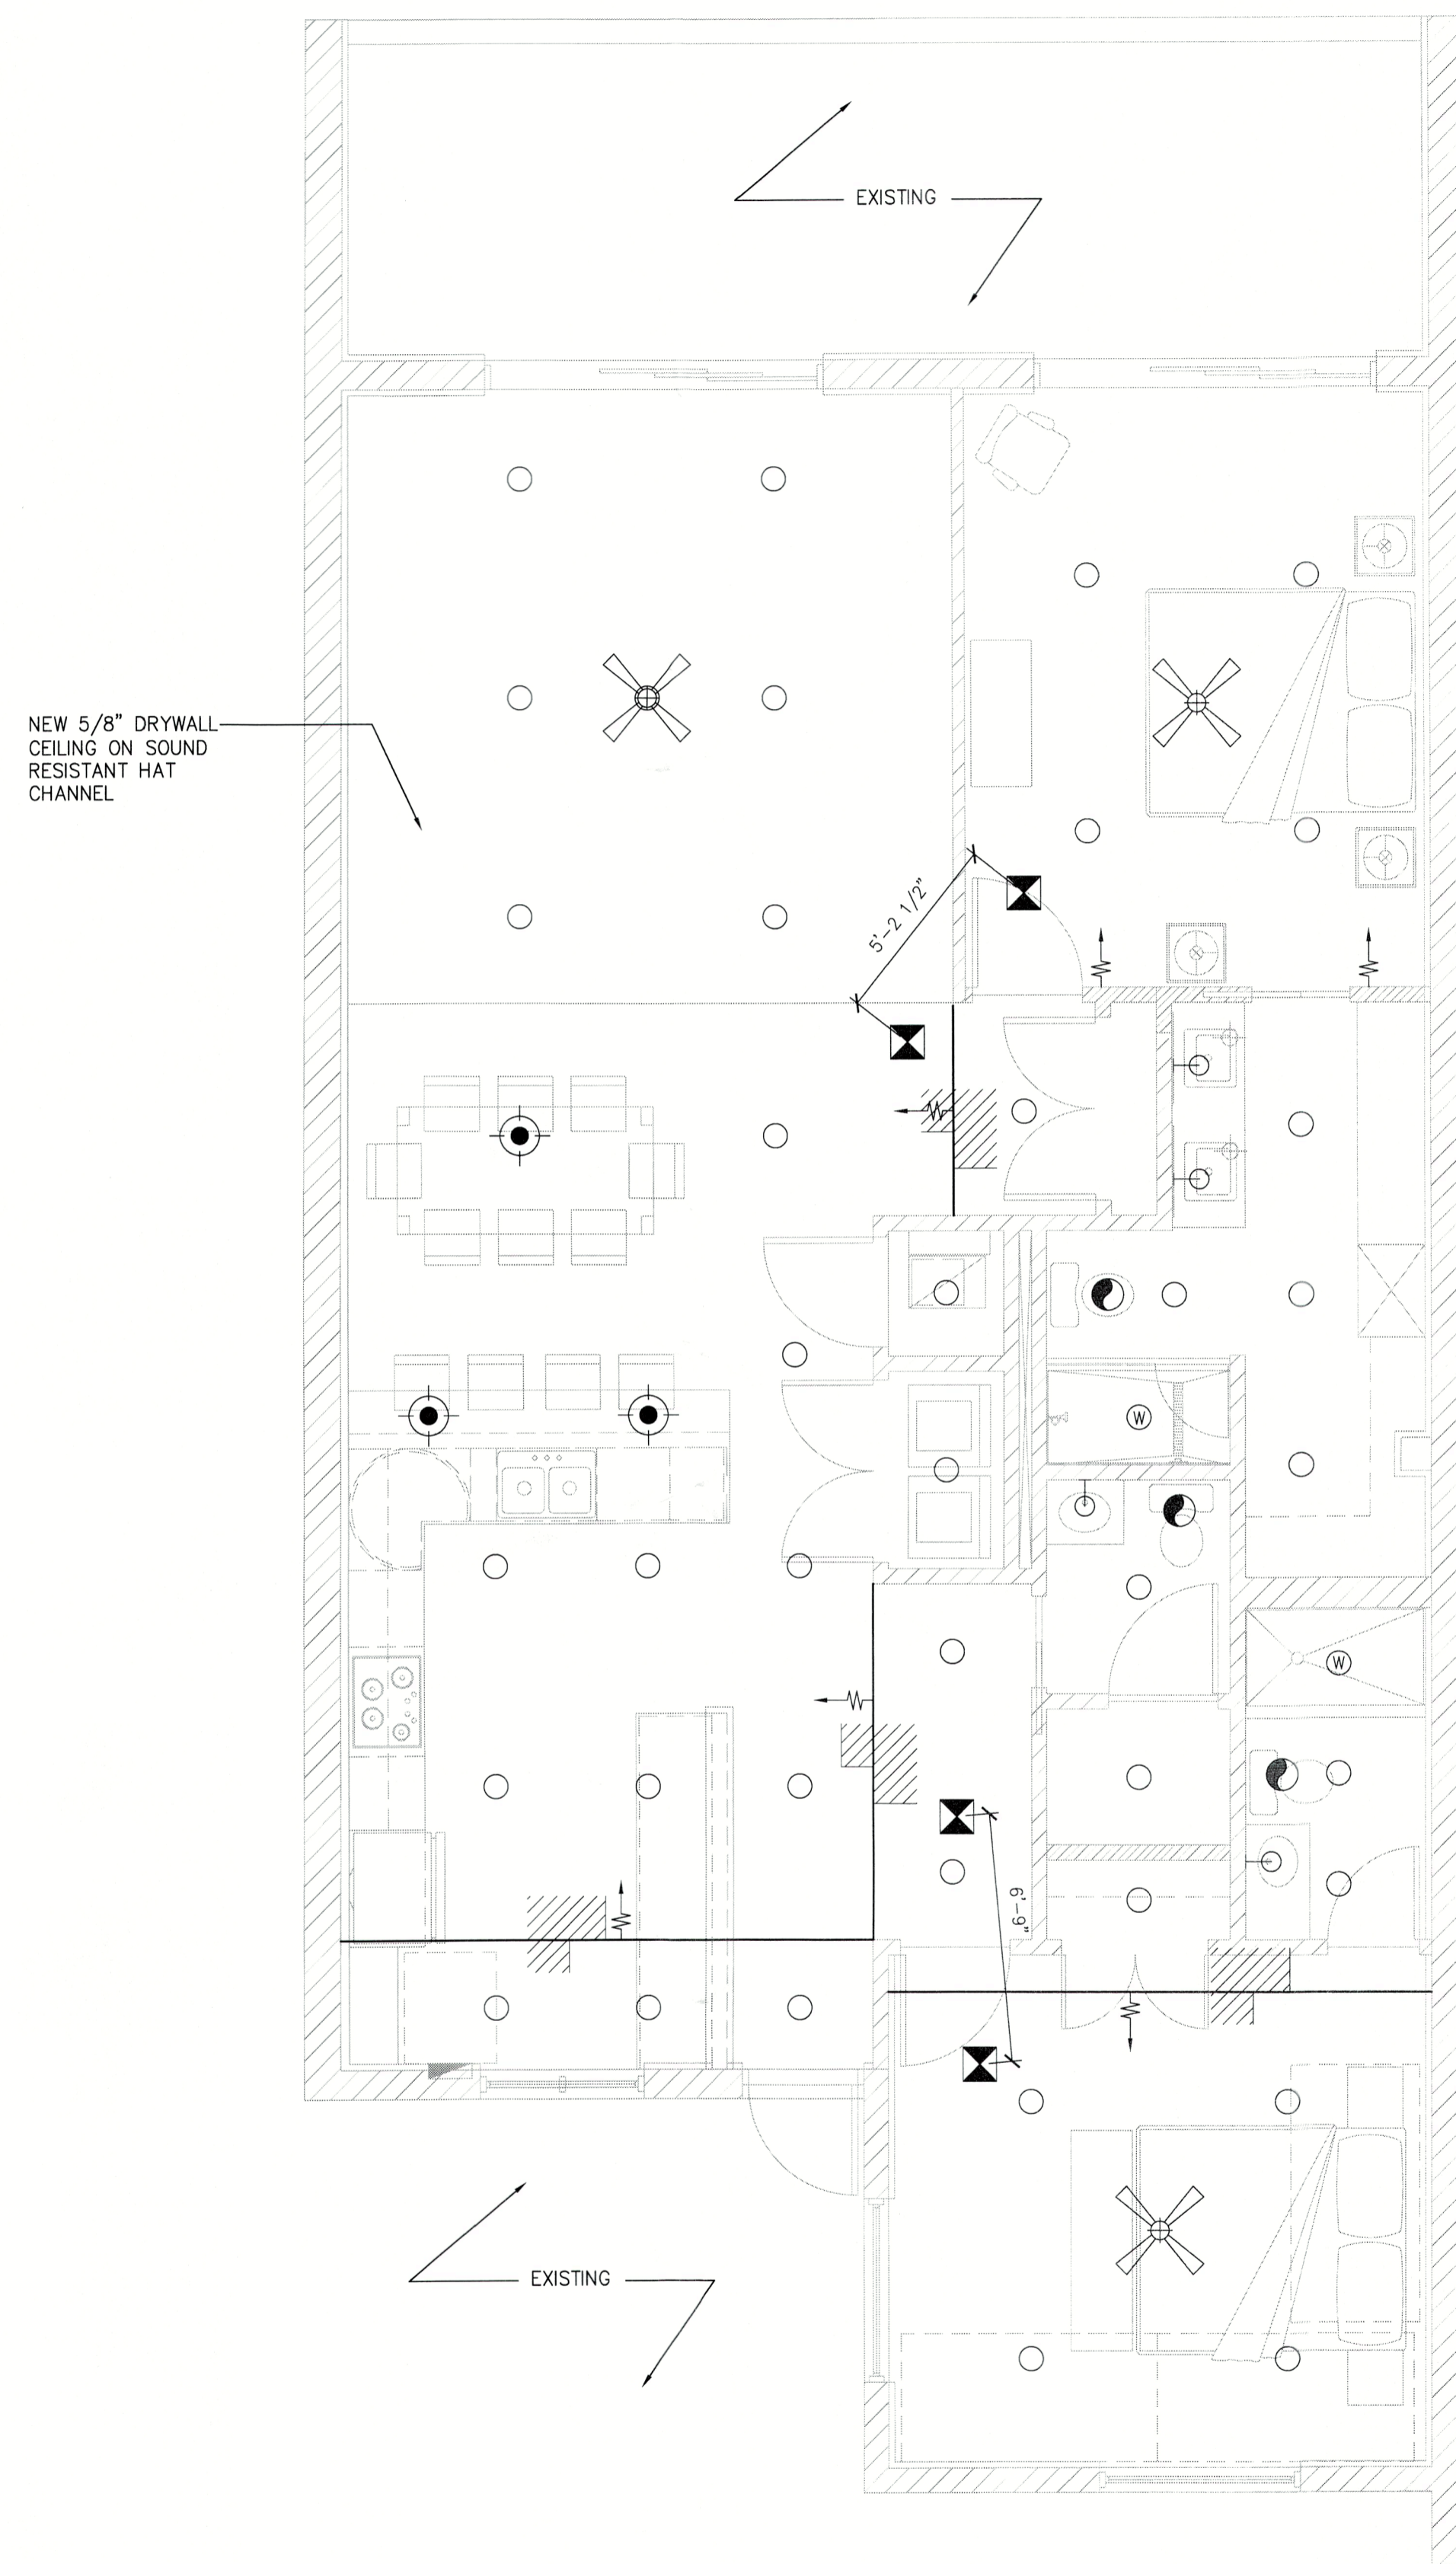 EXISTING
NEW 5/8" DRYWALL
CEILING ON SOUND
RESISTANT HAT
CHANNEL
5'-2 1/2"
W
W
6'-9"
EXISTING